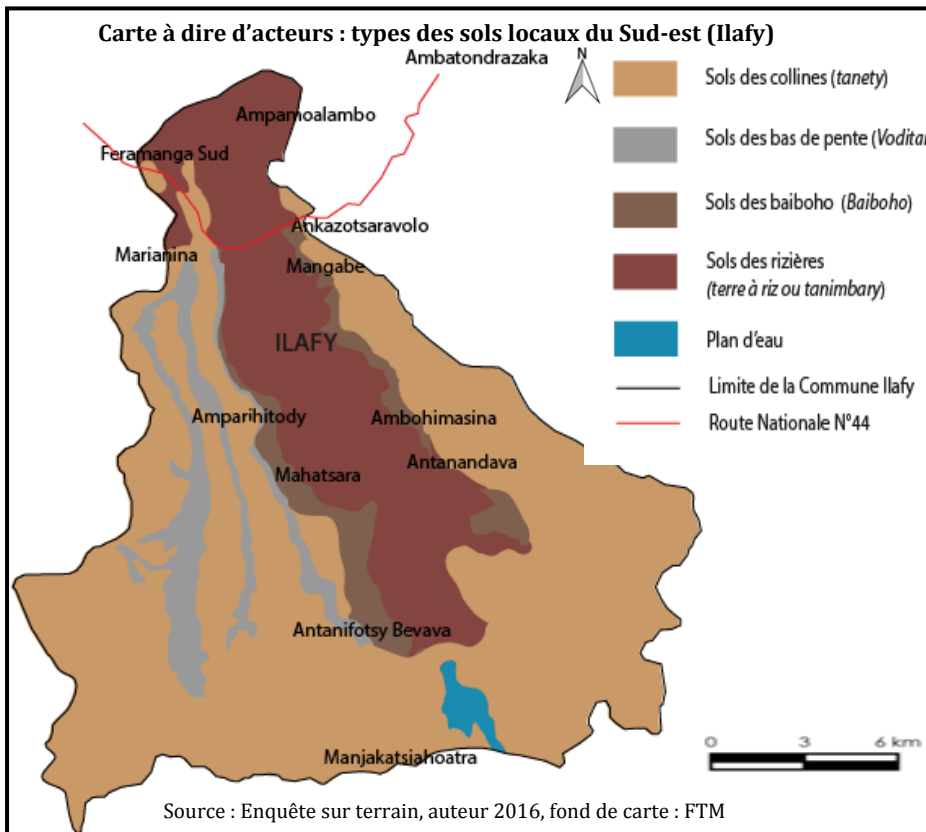 Carte à dire d'acteurs : types des sols locaux du Sud-est (Ilafy)
Ambatondrazaka
N
Sols des collines (tanety)
Ampamoalambo
Sols des bas de pente (Voditan
Feramanga Sud
Sols des baiboho (Baiboho)
Ankazotsaravolo
Marianina
Mangabe
Sols des rizières
(terre à riz ou tanimbary)
ILAFY
Plan d'eau
Limite de la Commune Ilafy
Amparihitody
Ambohimasina
Route Nationale N°44
Mahatsara
Antanandava
Antanifotsy Bevava
Manjakatsiahoatra
0 3 6 km
Source : Enquête sur terrain, auteur 2016, fond de carte : FTM